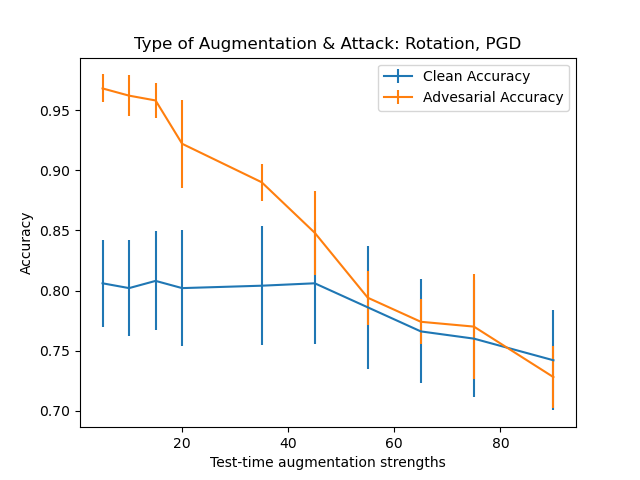 Type of Augmentation & Attack: Rotation, PGD
Clean Accuracy
Advesarial Accuracy
0.95
0.90
0.85
0.80
0.75
0.70
Accuracy
20 40 60 80
Test-time augmentation strengths